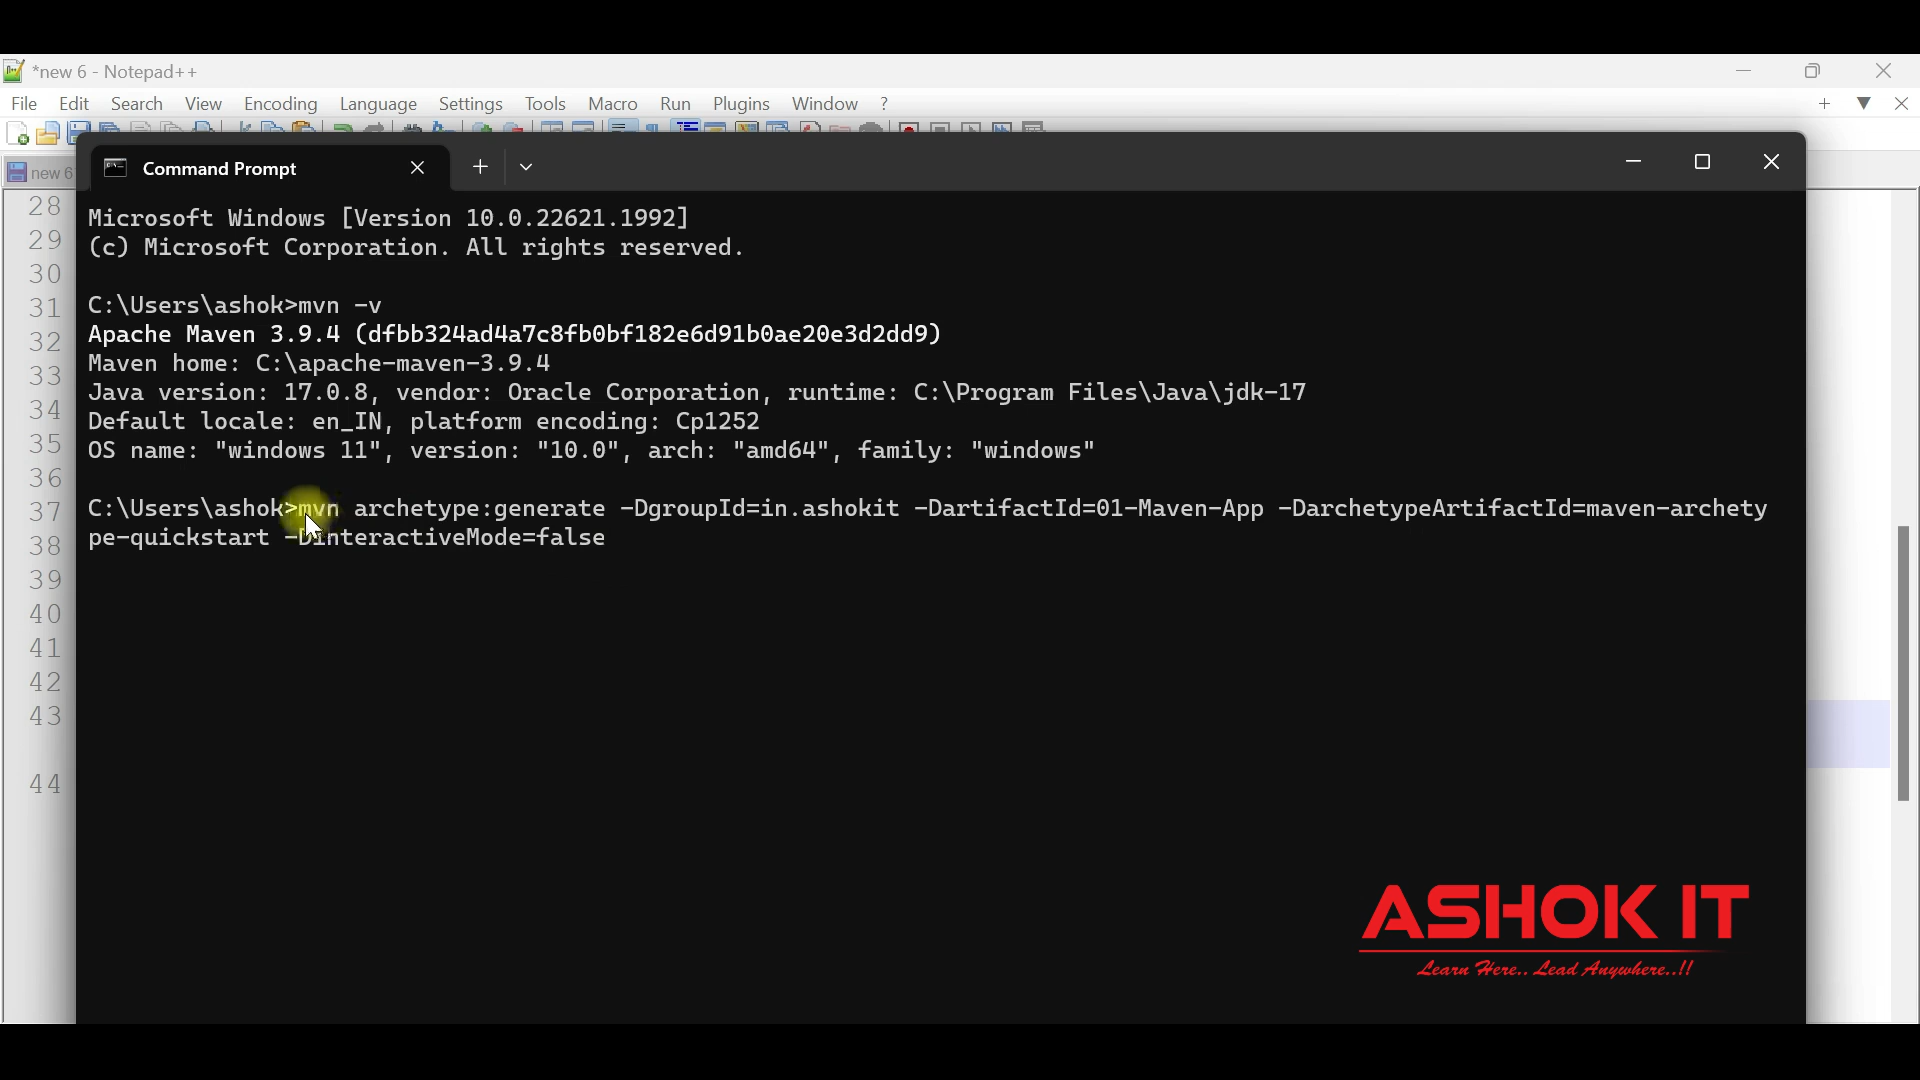 *new 6 - Notepad++
File Edit Search View Encoding Language Settings Tools Macro Run Plugins Window ?
new 6
Command Prompt
28
29
30
31
32
33
34
35
36
37
38
39
40
41
42
43
44
Microsoft Windows [Version 10.0.22621.1992]
(c) Microsoft Corporation. All rights reserved.
C:\Users\ashok>mvn -v
Apache Maven 3.9.4 (dfbb324ad4a7c8fb0bf182e6d91b0ae20e3d2dd9)
Maven home: C:\apache-maven-3.9.4
Java version: 17.0.8, vendor: Oracle Corporation, runtime: C:\Program Files\Java\jdk-17
Default locale: en_IN, platform encoding: Cp1252
OS name: "windows 11", version: "10.0", arch: "amd64", family: "windows"
C:\Users\ashok>mvn archetype:generate -DgroupId=in.ashokit -DartifactId=01-Maven-App -DarchetypeArtifactId=maven-archety
pe-quickstart -DinteractiveMode=false
ASHOK IT
Learn Here.. Lead Anywhere..!!